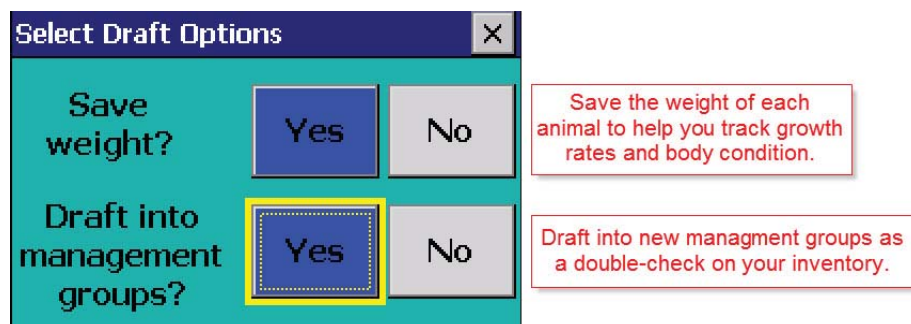 Select Draft Options
Save
weight?
Yes
No
Save the weight of each
animal to help you track growth
rates and body condition.
Draft into
management
groups?
Yes
No
Draft into new managment groups as
a double-check on your inventory.